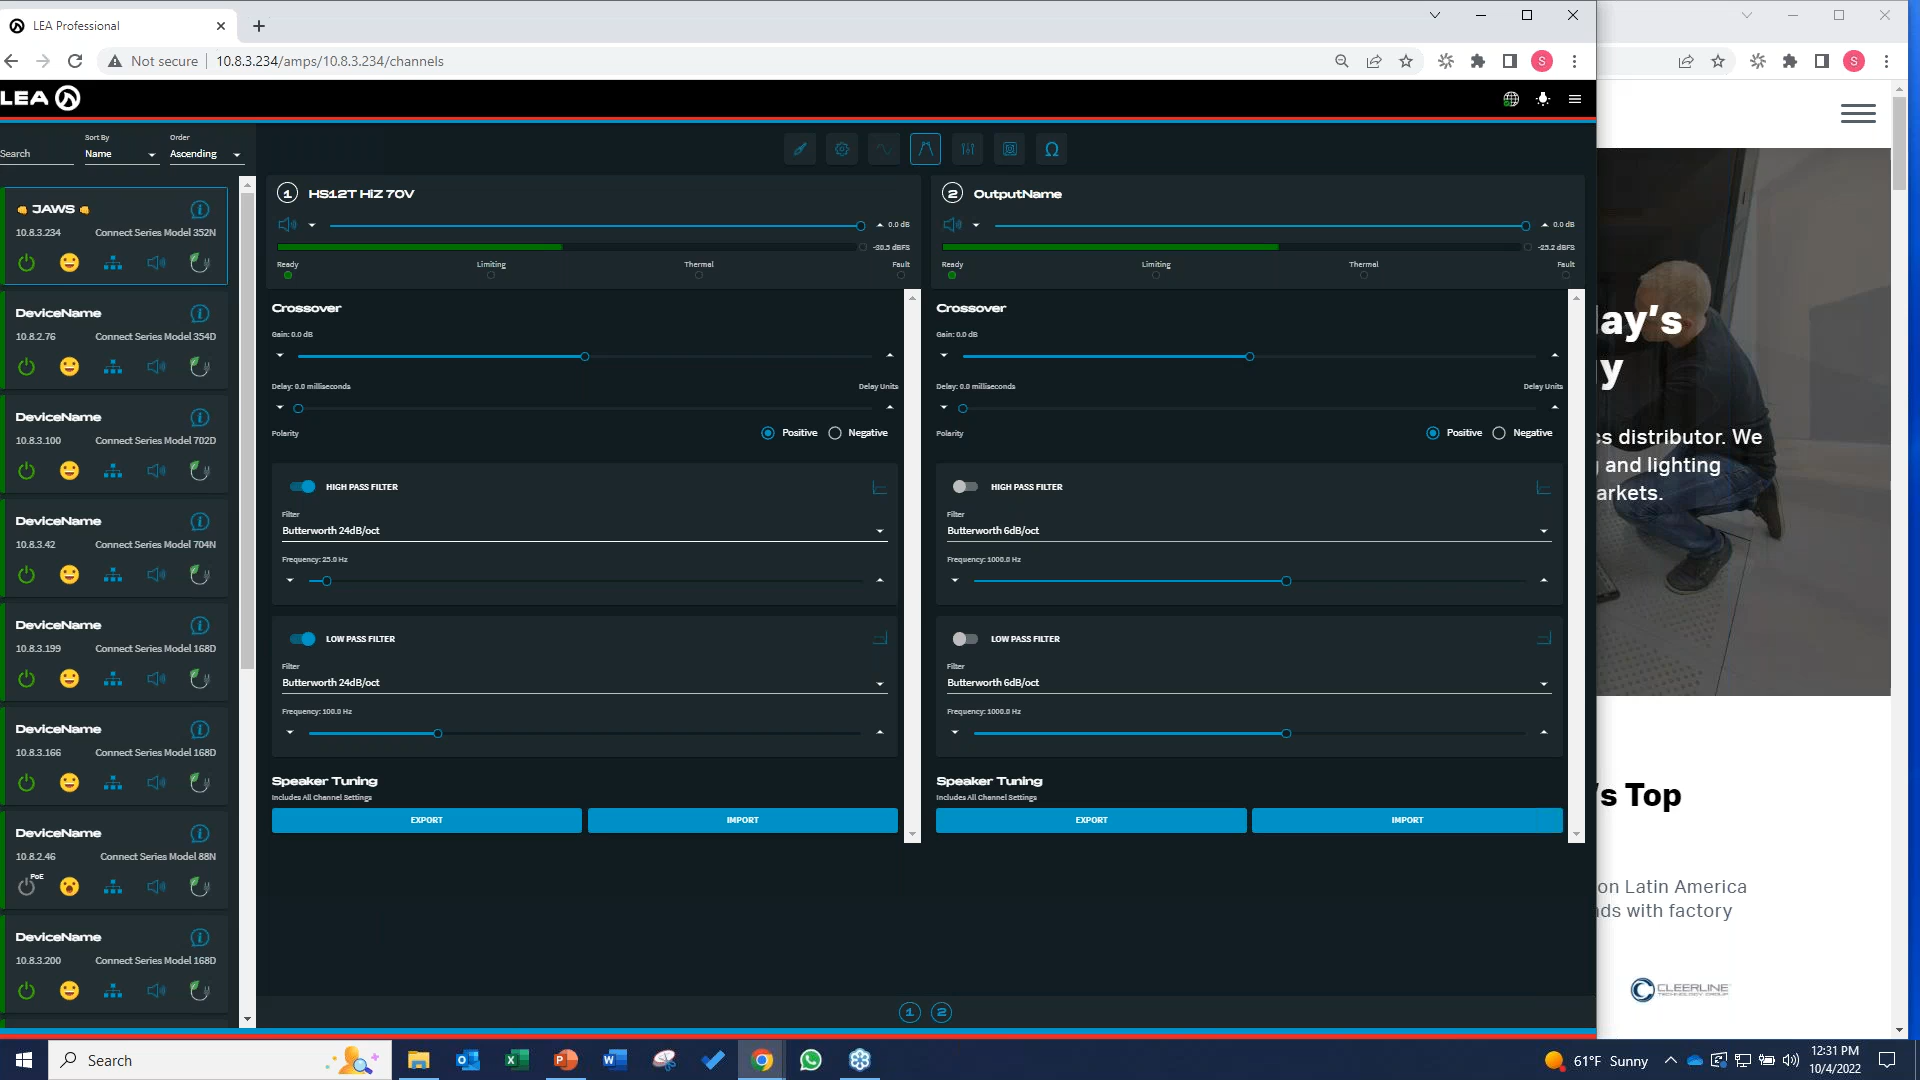 LEA Professional
Not secure
10.8.3.234/amps/10.8.3.234/channels
S
S
LEA
Search
Sort By
Name
Order
Ascending
JAWS
10.8.3.234 Connect Series Model 352N
DeviceName
10.8.2.76 Connect Series Model 354D
DeviceName
10.8.3.100 Connect Series Model 702D
DeviceName
10.8.3.42 Connect Series Model 704N
DeviceName
10.8.3.199 Connect Series Model 168D
DeviceName
10.8.3.166 Connect Series Model 168D
DeviceName
10.8.2.46 Connect Series Model 88N
PoE
DeviceName
10.8.3.200 Connect Series Model 168D
1 HS12T HiZ 70V
0.0 dB
-30.5 dBFS
Ready Limiting Thermal Fault
Crossover
Gain: 0.0 dB
Delay: 0.0 milliseconds Delay Units
Polarity Positive Negative
HIGH PASS FILTER
Filter
Butterworth 24dB/oct
Frequency: 25.0 Hz
LOW PASS FILTER
Filter
Butterworth 24dB/oct
Frequency: 100.0 Hz
Speaker Tuning
Includes All Channel Settings
EXPORT IMPORT
2 OutputName
0.0 dB
-25.2 dBFS
Ready Limiting Thermal Fault
Crossover
Gain: 0.0 dB
Delay: 0.0 milliseconds Delay Units
Polarity Positive Negative
HIGH PASS FILTER
Filter
Butterworth 6dB/oct
Frequency: 1000.0 Hz
LOW PASS FILTER
Filter
Butterworth 6dB/oct
Frequency: 1000.0 Hz
Speaker Tuning
Includes All Channel Settings
EXPORT IMPORT
1 2
ay's
y
cs distributor. We
and lighting
arkets.
's Top
on Latin America
nds with factory
CLEERLINE
TECHNOLOGY GROUP
Search
61°F Sunny
12:31 PM
10/4/2022